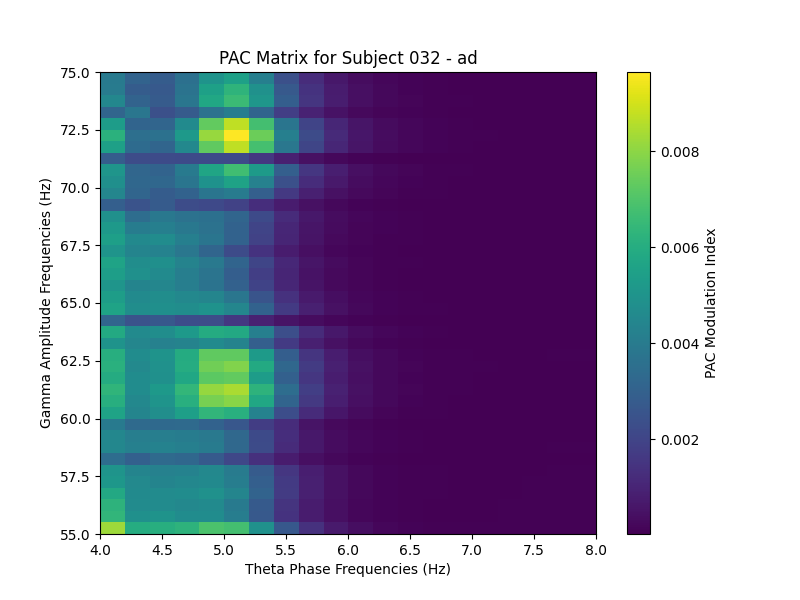 PAC Matrix for Subject 032 - ad
75.0
72.5
70.0
67.5
65.0
62.5
60.0
57.5
55.0
Gamma Amplitude Frequencies (Hz)
4.0 4.5 5.0 5.5 6.0 6.5 7.0 7.5 8.0
Theta Phase Frequencies (Hz)
0.008
0.006
0.004
0.002
PAC Modulation Index